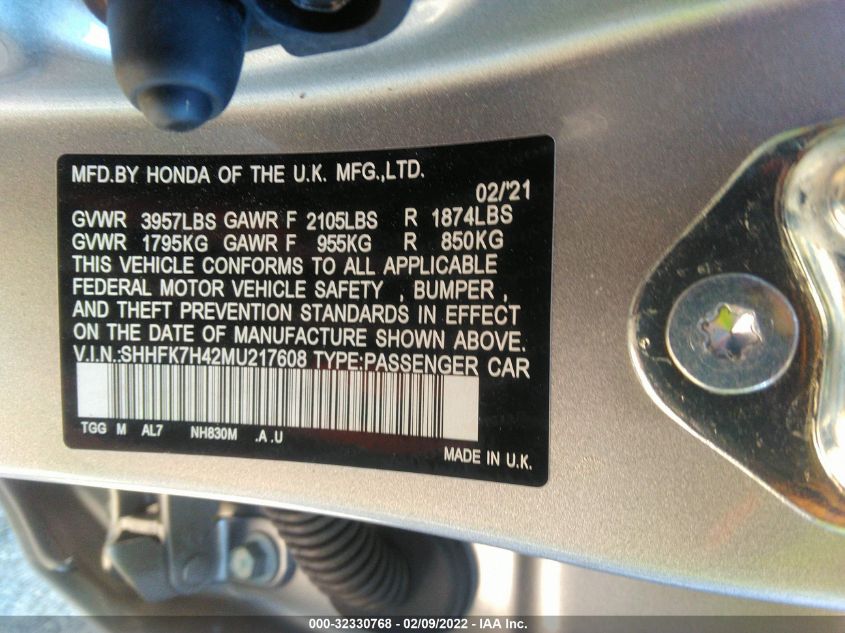 MFD.BY HONDA OF THE U.K. MFG.,LTD.
02/'21
GVWR 3957LBS GAWR F 2105LBS R 1874LBS
GVWR 1795KG GAWR F 955KG R 850KG
THIS VEHICLE CONFORMS TO ALL APPLICABLE
FEDERAL MOTOR VEHICLE SAFETY , BUMPER ,
AND THEFT PREVENTION STANDARDS IN EFFECT
ON THE DATE OF MANUFACTURE SHOWN ABOVE.
V.I.N.:SHHFK7H42MU217608 TYPE:PASSENGER CAR
TGG M AL7 NH830M .A .U
MADE IN U.K.
000-32330768 - 02/09/2022 - IAA Inc.